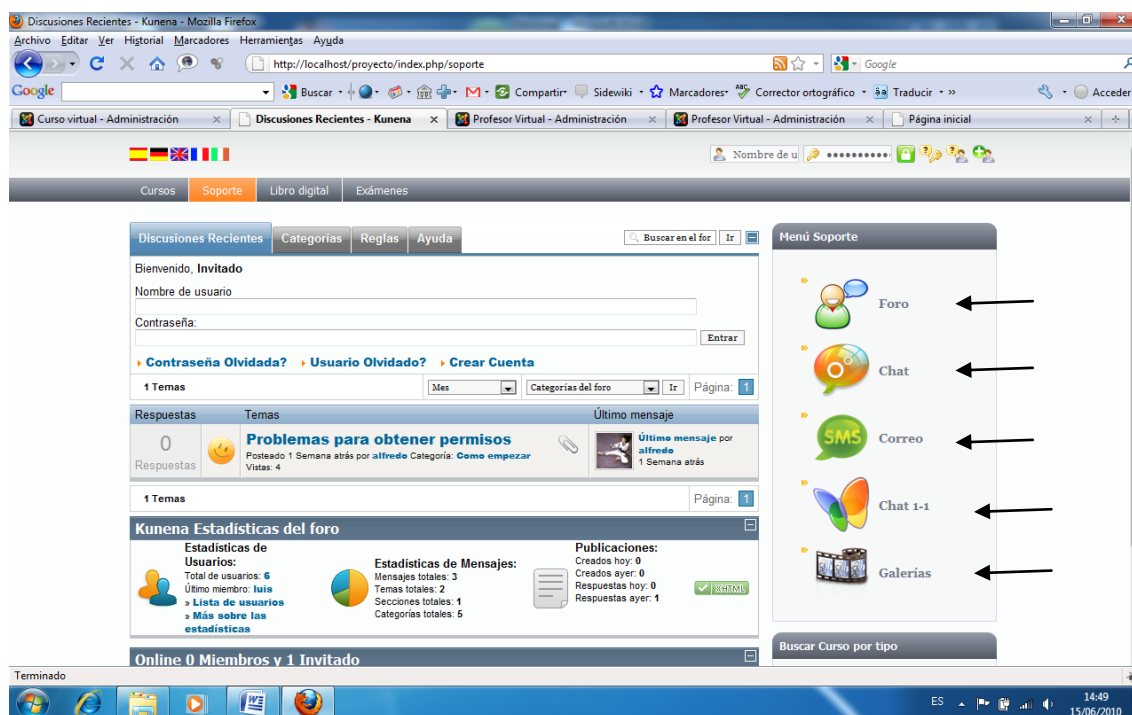 Discusiones Recientes - Kunena - Mozilla Firefox
Archivo Editar Ver Historial Marcadores Herramientas Ayuda
http://localhost/proyecto/index.php/soporte
Google
Google
Buscar
Compartir
Sidewiki
Marcadores
Corrector ortográfico
Traducir
»
Acceder
Curso virtual - Administración
Discusiones Recientes - Kunena
Profesor Virtual - Administración
Profesor Virtual - Administración
Página inicial
Nombre de u
Cursos Soporte Libro digital Exámenes
Discusiones Recientes Categorías Reglas Ayuda
Buscar en el for Ir
Bienvenido, Invitado
Nombre de usuario
Contraseña:
Entrar
Contraseña Olvidada? Usuario Olvidado? Crear Cuenta
1 Temas Mes Categorías del foro Ir Página: 1
Respuestas Temas Último mensaje
0
Respuestas
Problemas para obtener permisos
Posteado 1 Semana atrás por alfredo Categoría: Como empezar
Vistas: 4
Último mensaje por
alfredo
1 Semana atrás
1 Temas Página: 1
Kunena Estadísticas del foro
Estadísticas de
Usuarios:
Total de usuarios: 6
Último miembro: luis
» Lista de usuarios
» Más sobre las
estadísticas
Estadísticas de Mensajes:
Mensajes totales: 3
Temas totales: 2
Secciones totales: 1
Categorías totales: 5
Publicaciones:
Creados hoy: 0
Creados ayer: 0
Respuestas hoy: 0
Respuestas ayer: 1
XHTML
Online 0 Miembros y 1 Invitado
Menú Soporte
Foro
Chat
SMS
Correo
Chat 1-1
Galerías
Buscar Curso por tipo
Terminado
ES
14:49
15/06/2010